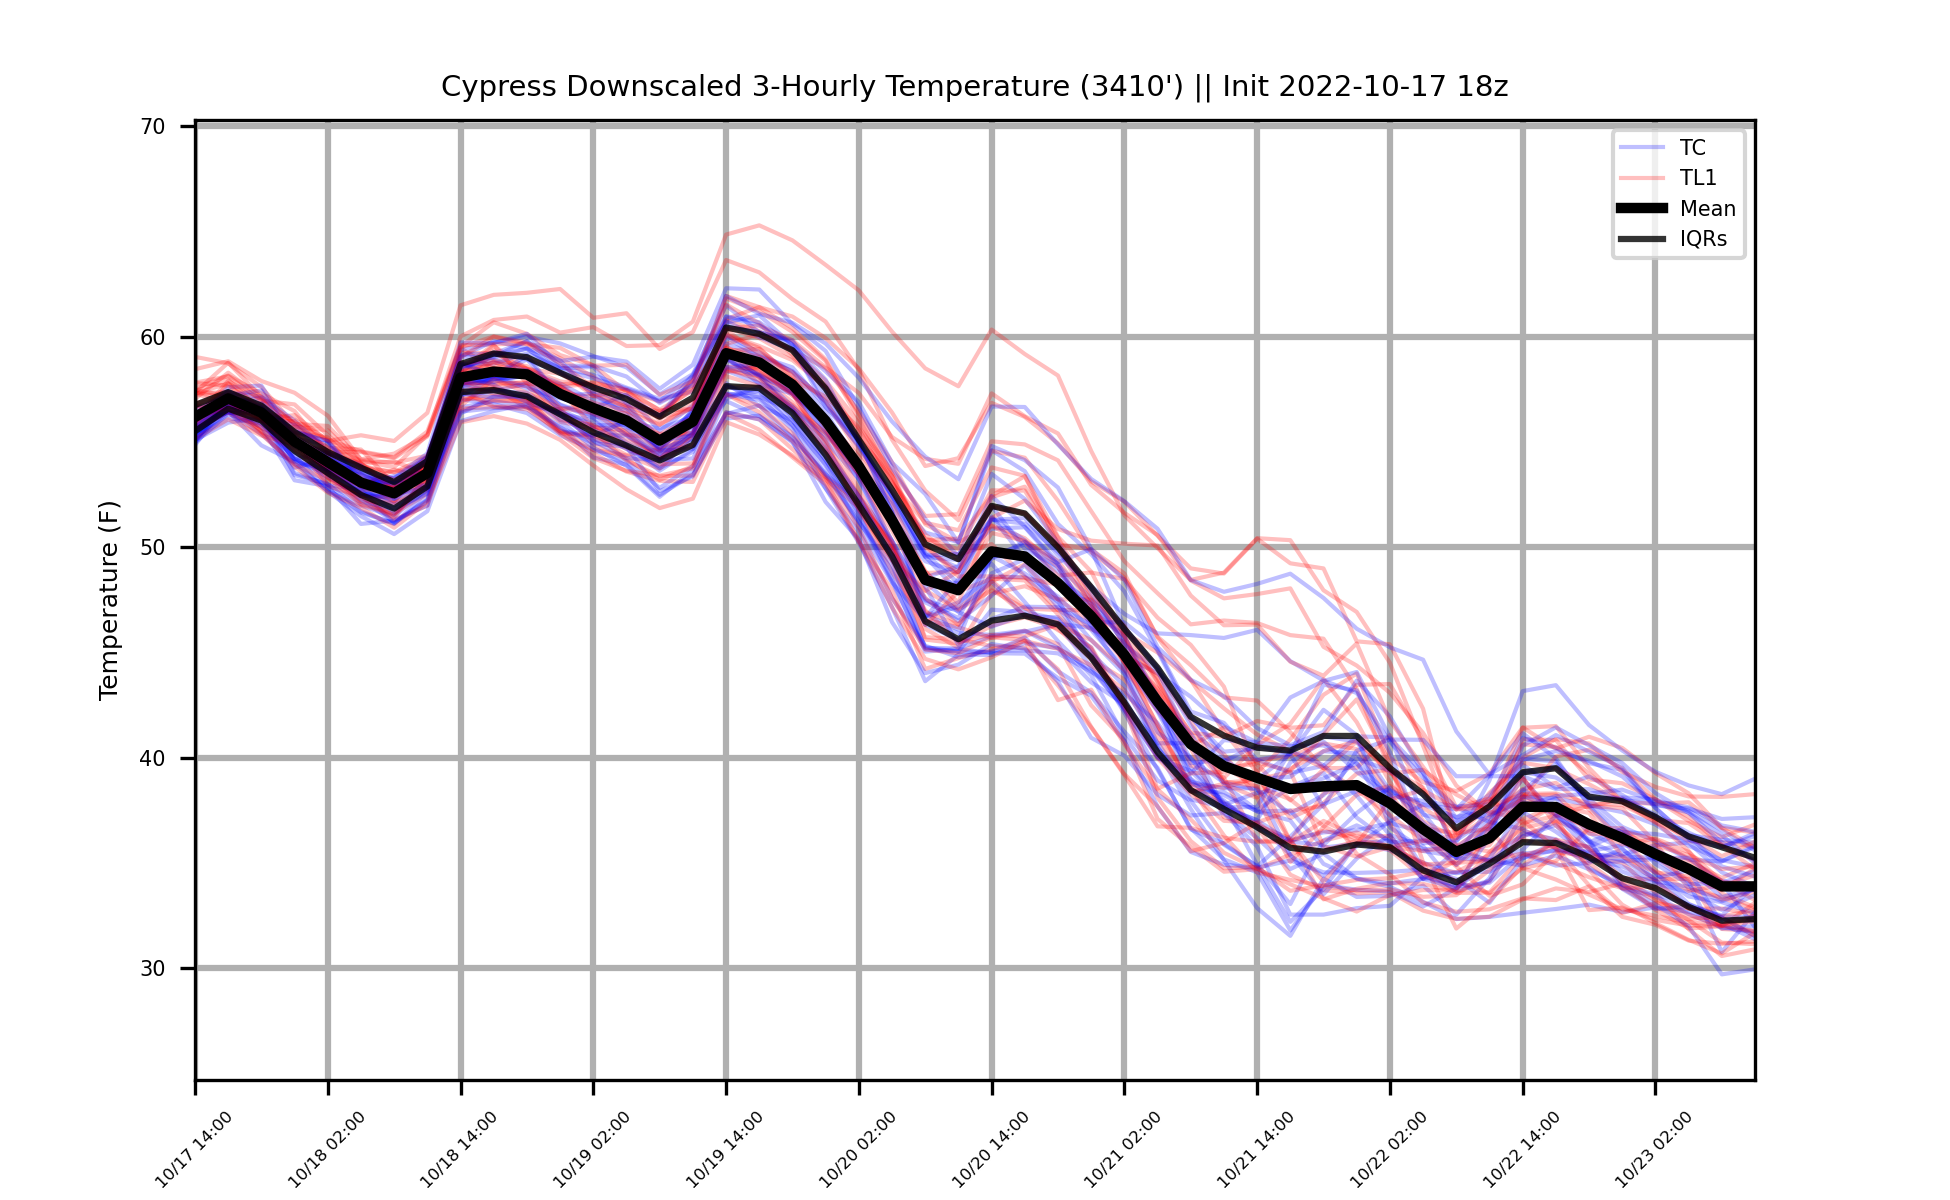 Cypress Downscaled 3-Hourly Temperature (3410') || Init 2022-10-17 18z
70
60
50
40
30
Temperature (F)
TC
TL1
Mean
IQRs
10/17 14:00
10/18 02:00
10/18 14:00
10/19 02:00
10/19 14:00
10/20 02:00
10/20 14:00
10/21 02:00
10/21 14:00
10/22 02:00
10/22 14:00
10/23 02:00